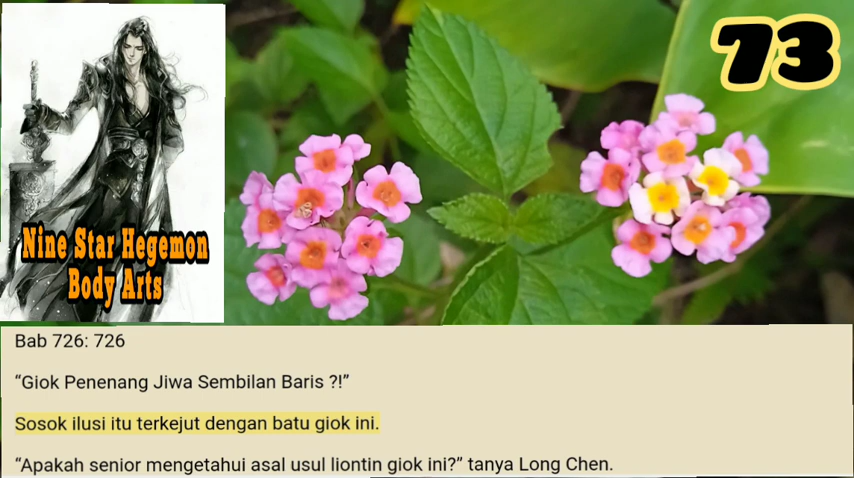 73
Nine Star Hegemon
Body Arts
Bab 726: 726
“Giok Penenang Jiwa Sembilan Baris ?!”
Sosok ilusi itu terkejut dengan batu giok ini.
“Apakah senior mengetahui asal usul liontin giok ini?” tanya Long Chen.